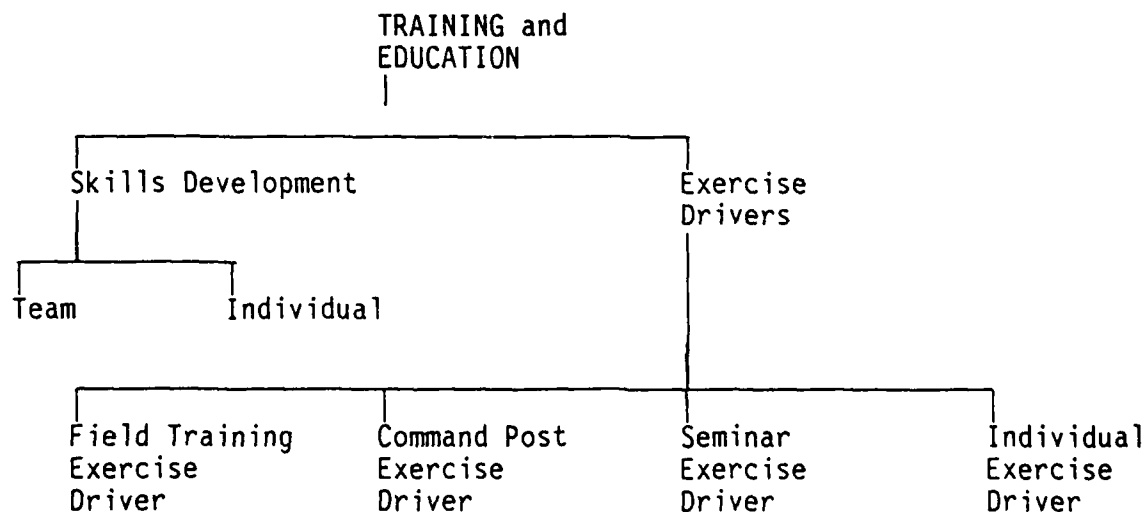 TRAINING and
EDUCATION
Skills Development
Exercise
Drivers
Team
Individual
Field Training
Exercise
Driver
Command Post
Exercise
Driver
Seminar
Exercise
Driver
Individual
Exercise
Driver